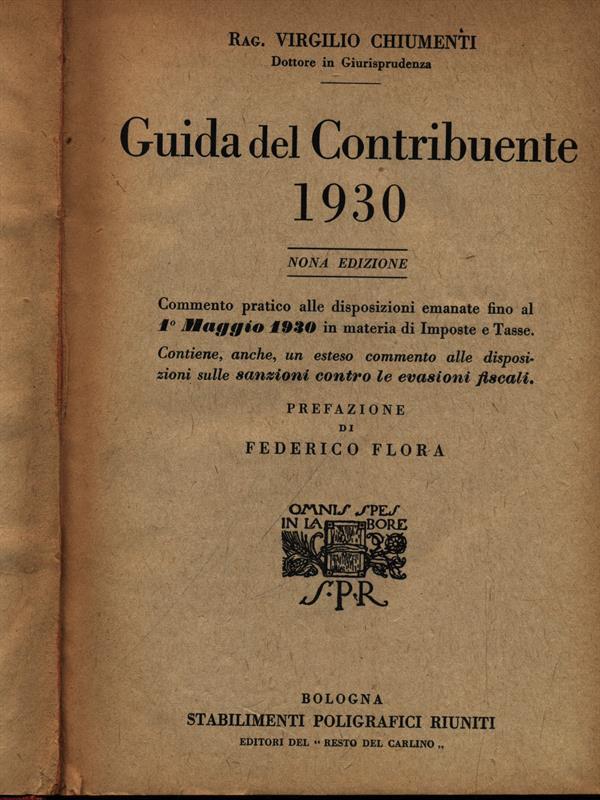 RAG. VIRGILIO CHIUMENTI
Dottore in Giurisprudenza
Guida del Contribuente
1930
NONA EDIZIONE
Commento pratico alle disposizioni emanate fino al
1° Maggio 1930 in materia di Imposte e Tasse.
Contiene, anche, un esteso commento alle disposi-
zioni sulle sanzioni contro le evasioni fiscali.
PREFAZIONE
DI
FEDERICO FLORA
OMNIS SPES
IN LABORE
S.P.R
BOLOGNA
STABILIMENTI POLIGRAFICI RIUNITI
EDITORI DEL "RESTO DEL CARLINO„